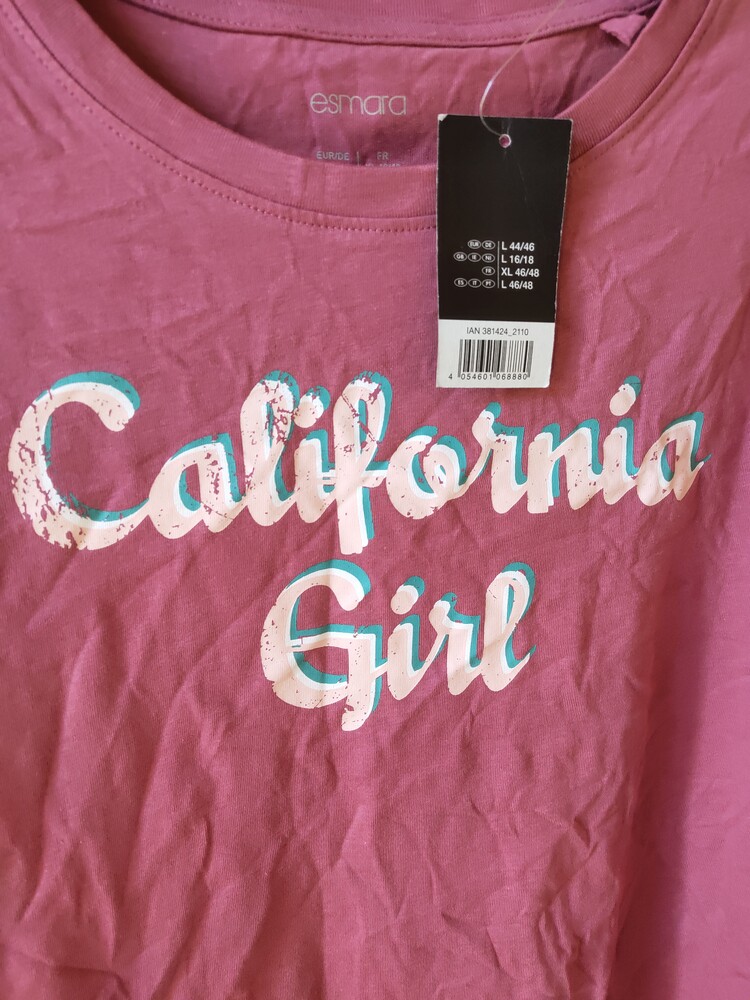 esmara
EUR/DE FR
EUR DE L 44/46
GB IE NI L 16/18
FR XL 46/48
ES IT PT L 46/48
IAN 381424_2110
4 054601 068880
California
Girl